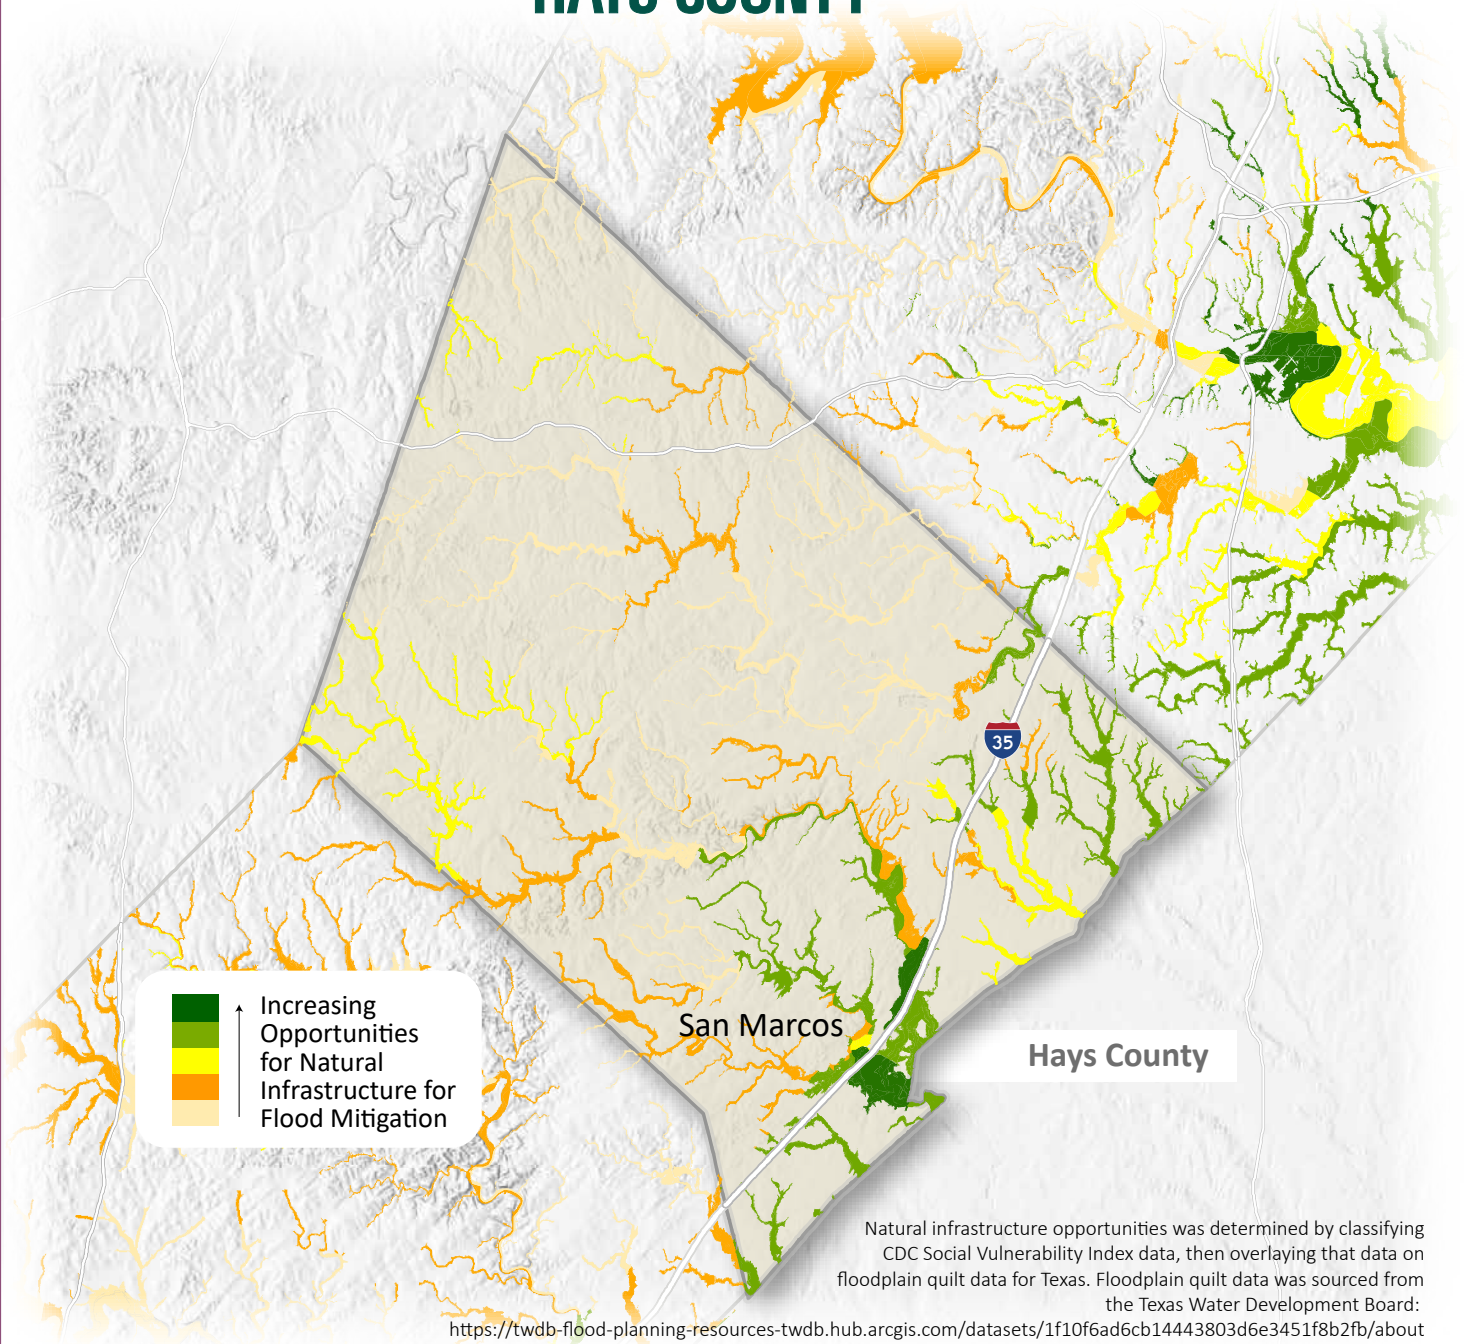 HAYS COUNTY
35
Increasing
Opportunities
for Natural
Infrastructure for
Flood Mitigation
San Marcos
Hays County
Natural infrastructure opportunities was determined by classifying
CDC Social Vulnerability Index data, then overlaying that data on
floodplain quilt data for Texas. Floodplain quilt data was sourced from
the Texas Water Development Board:
https://twdb-flood-planning-resources-twdb.hub.arcgis.com/datasets/1f10f6ad6cb14443803d6e3451f8b2fb/about